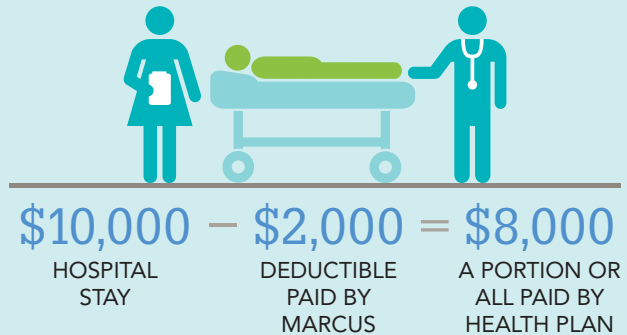 $10,000 – $2,000 = $8,000
HOSPITAL STAY
DEDUCTIBLE PAID BY MARCUS
A PORTION OR ALL PAID BY HEALTH PLAN